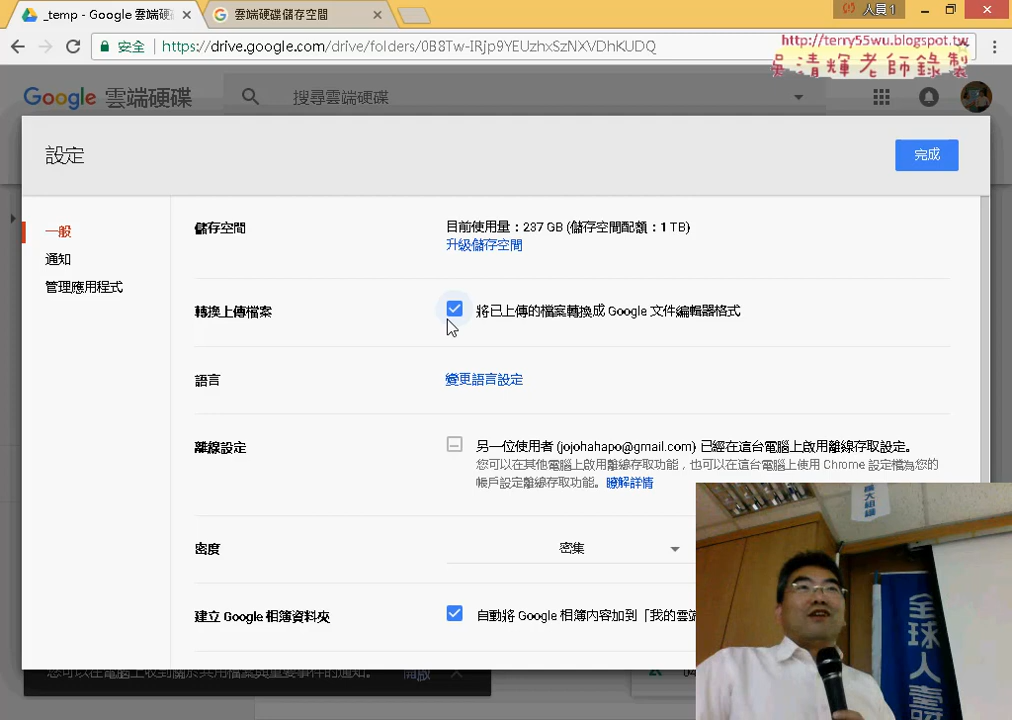 _temp - Google 雲端硬碟
雲端硬碟儲存空間
人員 1
安全
https://drive.google.com/drive/folders/0B8Tw-IRjp9YEUzhxSzNXVDhKUDQ
http://terry55wu.blogspot.tw
吳清輝老師錄製
Google 雲端硬碟
搜尋雲端硬碟
設定
完成
一般
通知
管理應用程式
儲存空間
目前使用量：237 GB (儲存空間配額：1 TB)
升級儲存空間
轉換上傳檔案
將已上傳的檔案轉換成 Google 文件編輯器格式
語言
變更語言設定
離線設定
另一位使用者 (jojohahapo@gmail.com) 已經在這台電腦上啟用離線存取設定。
您可以在其他電腦上啟用離線存取功能，也可以在這台電腦上使用 Chrome 設定檔為您的
帳戶設定離線存取功能。瞭解詳情
密度
密集
建立 Google 相簿資料夾
自動將 Google 相簿內容加到「我的雲端
全球人壽